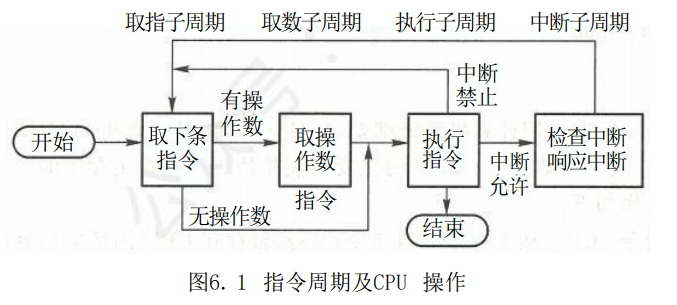 取指子周期 取数子周期 执行子周期 中断子周期
中断
禁止
有操
作数
开始
取下条
指令
取操
作数
指令
执行
指令
中断
允许
检查中断
响应中断
无操作数
结束
图6.1 指令周期及CPU 操作